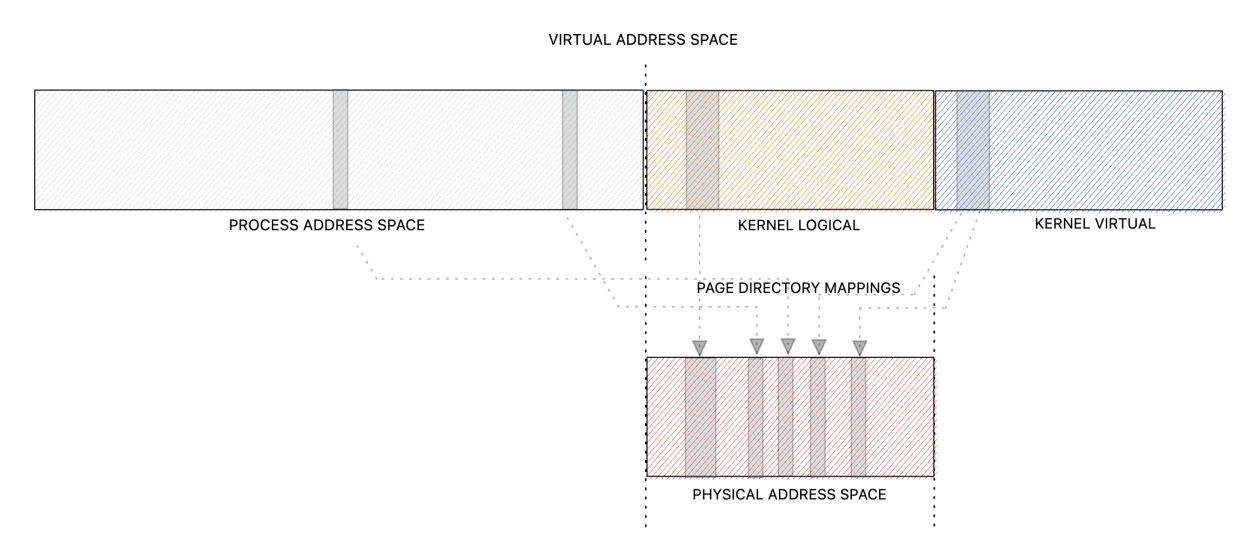 VIRTUAL ADDRESS SPACE
PROCESS ADDRESS SPACE
KERNEL LOGICAL
KERNEL VIRTUAL
PAGE DIRECTORY MAPPINGS
PHYSICAL ADDRESS SPACE